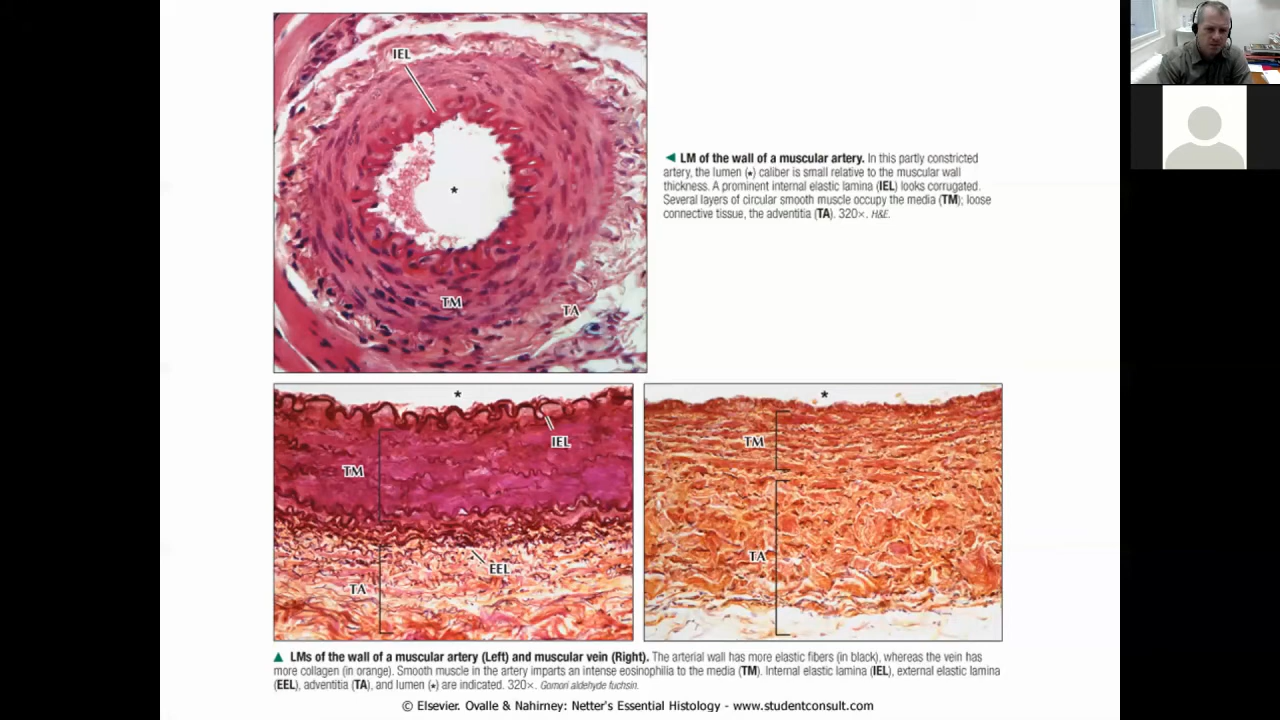 IEL
*
TM
TA
◄ LM of the wall of a muscular artery. In this partly constricted
artery, the lumen (*) caliber is small relative to the muscular wall
thickness. A prominent internal elastic lamina (IEL) looks corrugated.
Several layers of circular smooth muscle occupy the media (TM); loose
connective tissue, the adventitia (TA). 320×. H&E.
*
IEL
TM
EEL
TA
*
TM
TA
▲ LMs of the wall of a muscular artery (Left) and muscular vein (Right). The arterial wall has more elastic fibers (in black), whereas the vein has
more collagen (in orange). Smooth muscle in the artery imparts an intense eosinophilia to the media (TM). Internal elastic lamina (IEL), external elastic lamina
(EEL), adventitia (TA), and lumen (*) are indicated. 320×. Gomori aldehyde fuchsin.
© Elsevier. Ovalle & Nahirney: Netter's Essential Histology - www.studentconsult.com